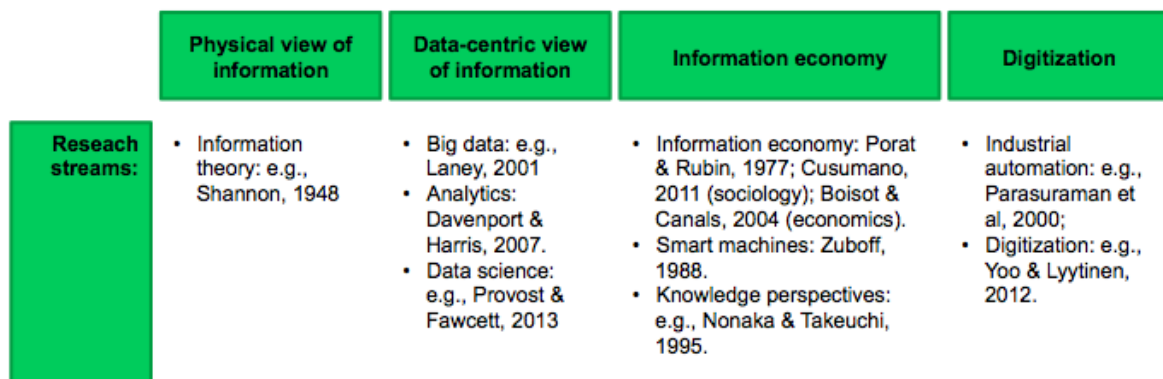 Physical view of
information
Data-centric view
of information
Information economy
Digitization
Reseach
streams:
• Information
theory: e.g.,
Shannon, 1948
• Big data: e.g.,
Laney, 2001
• Analytics:
Davenport &
Harris, 2007.
• Data science:
e.g., Provost &
Fawcett, 2013
• Information economy: Porat
& Rubin, 1977; Cusumano,
2011 (sociology); Boisot &
Canals, 2004 (economics).
• Smart machines: Zuboff,
1988.
• Knowledge perspectives:
e.g., Nonaka & Takeuchi,
1995.
• Industrial
automation: e.g.,
Parasuraman et
al, 2000;
• Digitization: e.g.,
Yoo & Lyytinen,
2012.